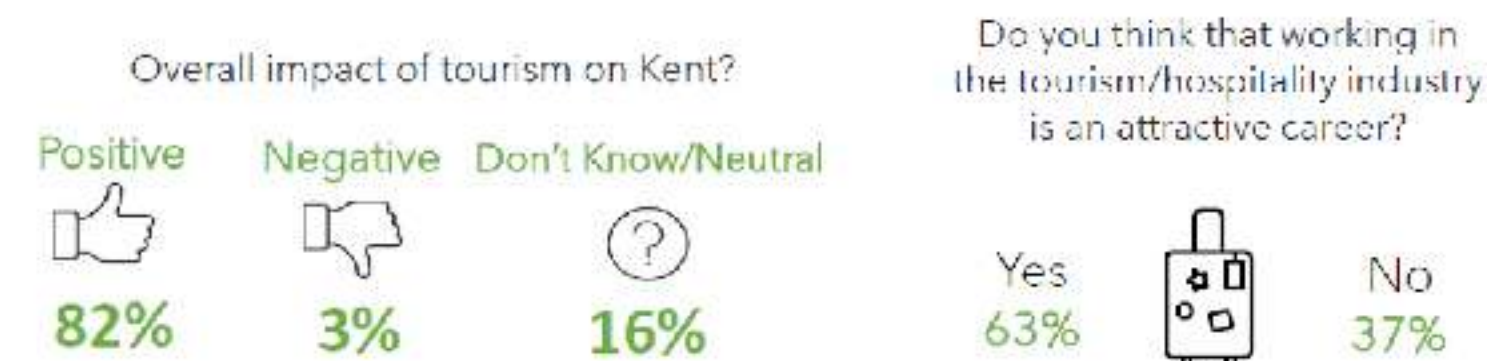 Overall impact of tourism on Kent?
Positive Negative Don't Know/Neutral
?
82% 3% 16%
Do you think that working in
the tourism/hospitality industry
is an attractive career?
Yes No
63% 37%